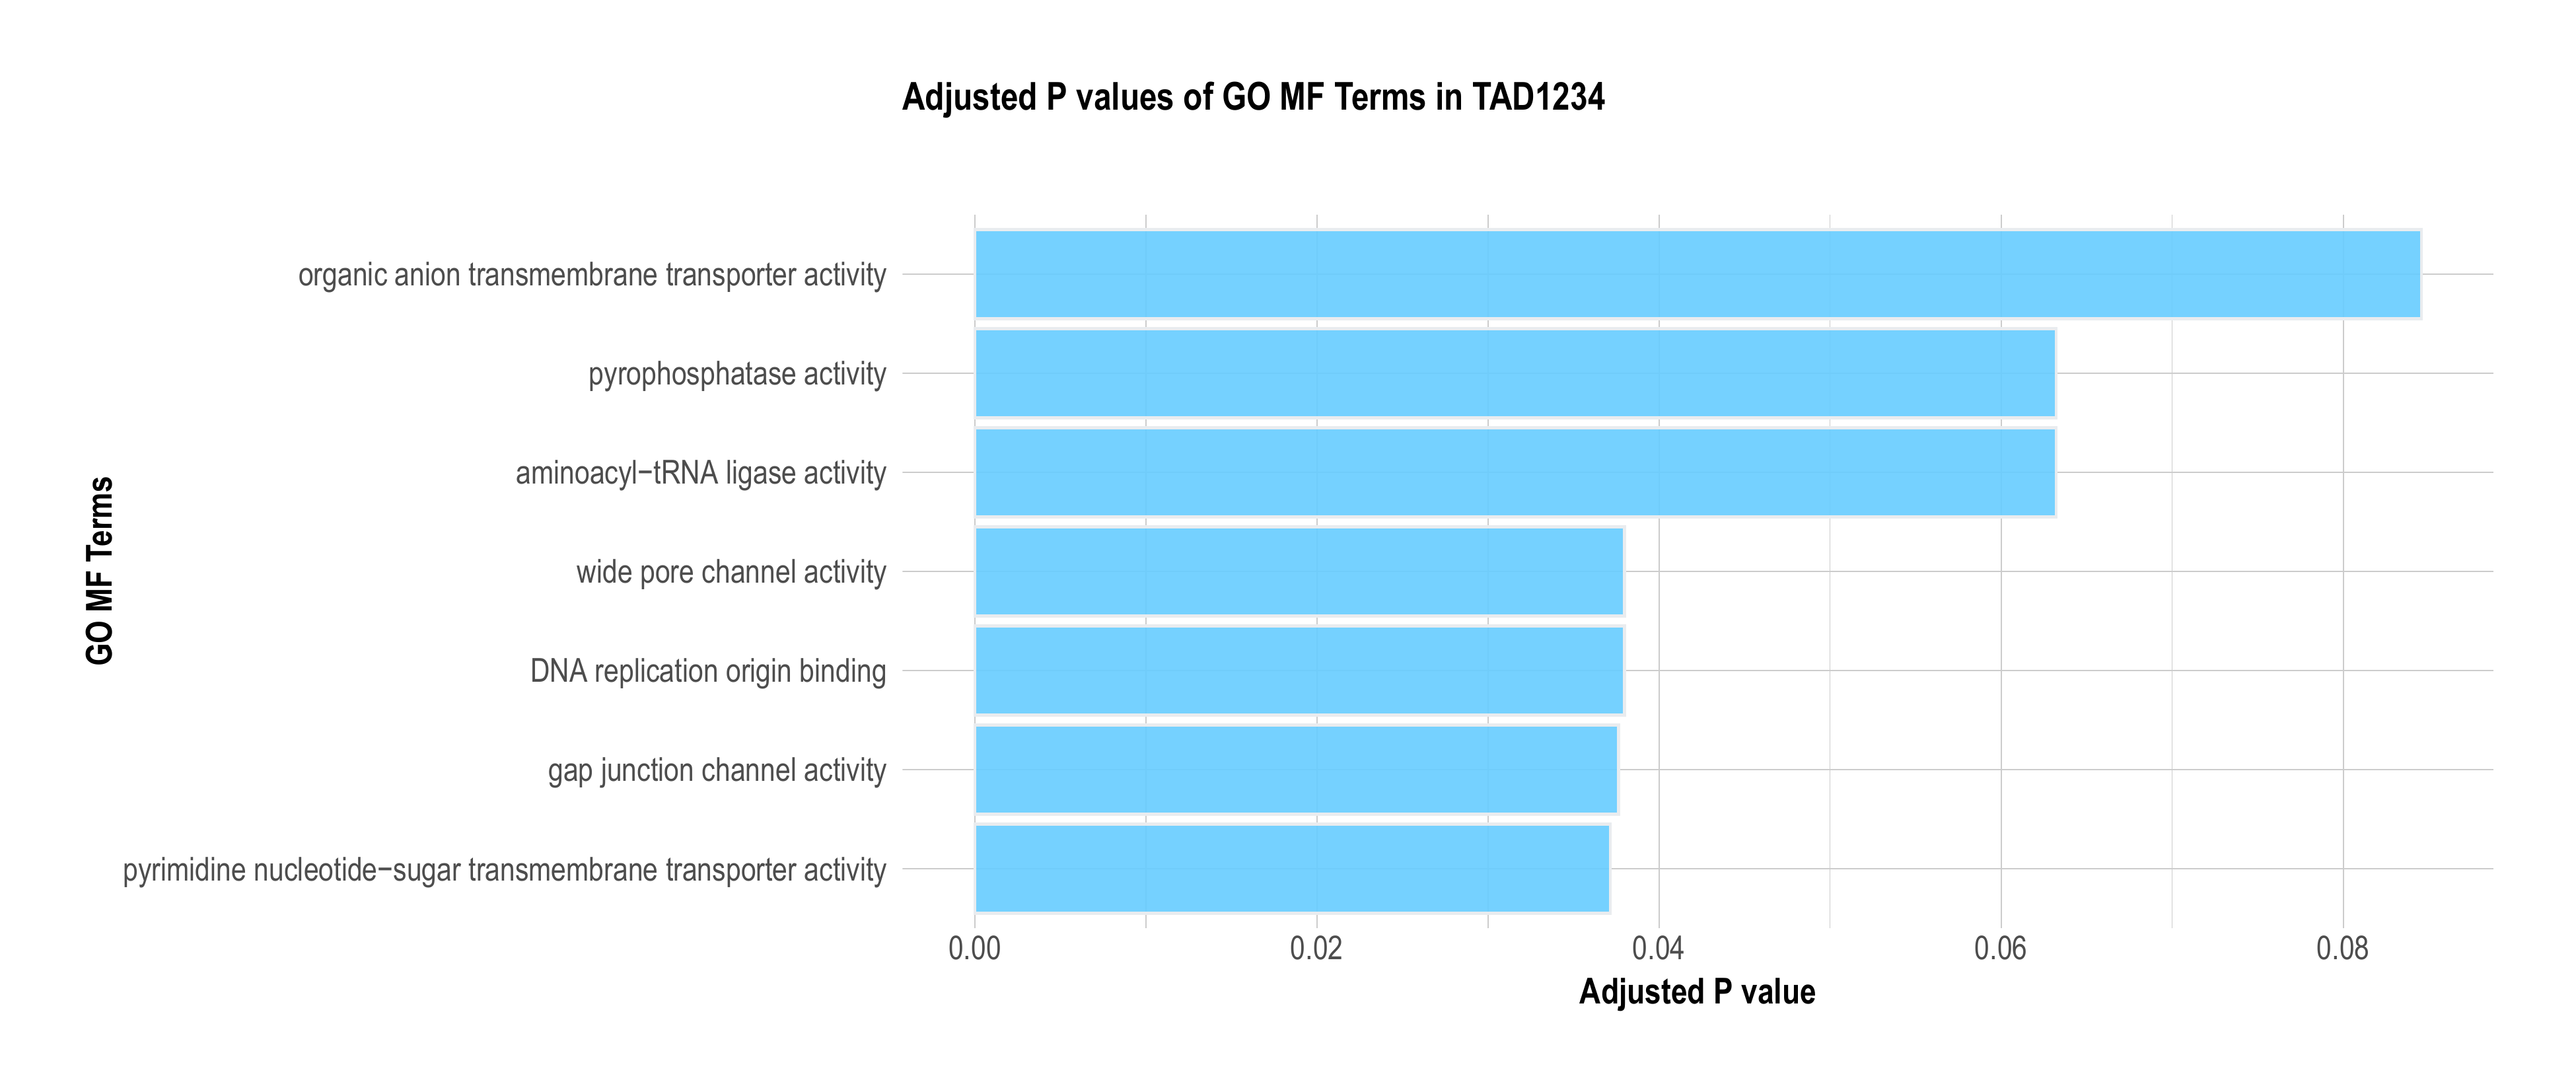 Adjusted P values of GO MF Terms in TAD1234
GO MF Terms
organic anion transmembrane transporter activity
pyrophosphatase activity
aminoacyl−tRNA ligase activity
wide pore channel activity
DNA replication origin binding
gap junction channel activity
pyrimidine nucleotide−sugar transmembrane transporter activity
0.00 0.02 0.04 0.06 0.08
Adjusted P value